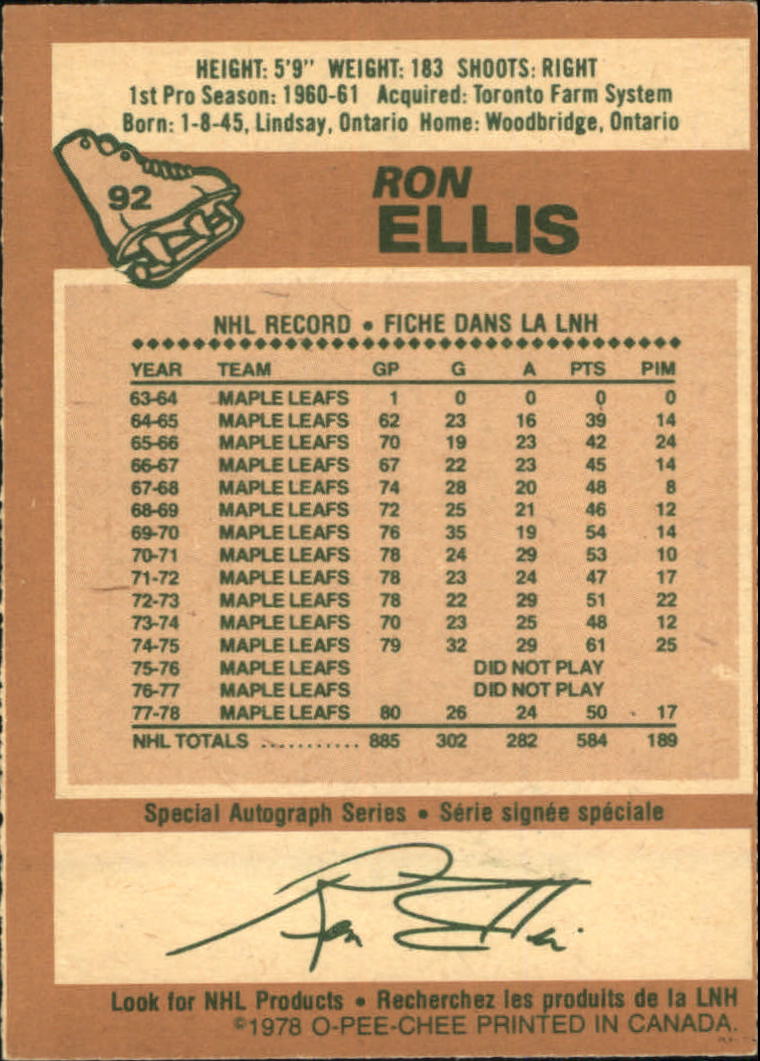 HEIGHT: 5'9" WEIGHT: 183 SHOOTS: RIGHT
1st Pro Season: 1960-61 Acquired: Toronto Farm System
Born: 1-8-45, Lindsay, Ontario Home: Woodbridge, Ontario
92
RON
ELLIS
NHL RECORD • FICHE DANS LA LNH
YEAR TEAM GP G A PTS PIM
63-64 MAPLE LEAFS 1 0 0 0 0
64-65 MAPLE LEAFS 62 23 16 39 14
65-66 MAPLE LEAFS 70 19 23 42 24
66-67 MAPLE LEAFS 67 22 23 45 14
67-68 MAPLE LEAFS 74 28 20 48 8
68-69 MAPLE LEAFS 72 25 21 46 12
69-70 MAPLE LEAFS 76 35 19 54 14
70-71 MAPLE LEAFS 78 24 29 53 10
71-72 MAPLE LEAFS 78 23 24 47 17
72-73 MAPLE LEAFS 78 22 29 51 22
73-74 MAPLE LEAFS 70 23 25 48 12
74-75 MAPLE LEAFS 79 32 29 61 25
75-76 MAPLE LEAFS DID NOT PLAY
76-77 MAPLE LEAFS DID NOT PLAY
77-78 MAPLE LEAFS 80 26 24 50 17
NHL TOTALS ........... 885 302 282 584 189
Special Autograph Series • Série signée spéciale
Ron Ellis
Look for NHL Products • Recherchez les produits de la LNH
©1978 O-PEE-CHEE PRINTED IN CANADA.